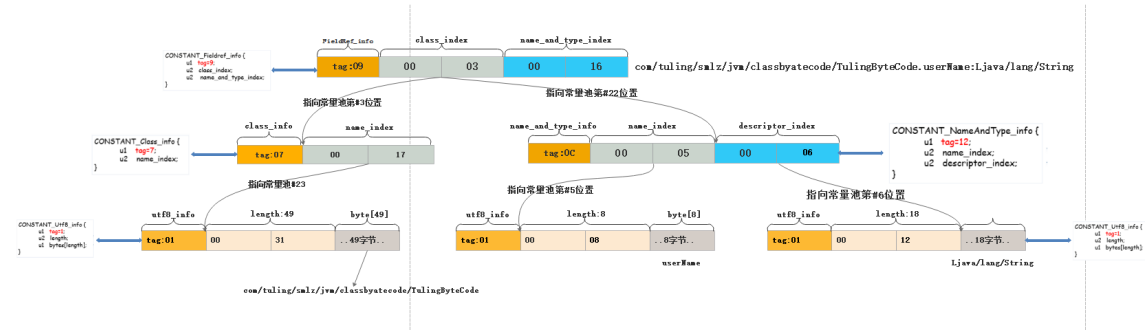 FieldRef_info
class_index
name_and_type_index
CONSTANT_Fieldref_info {
u1 tag=9;
u2 class_index;
u2 name_and_type_index;
}
tag:09
00
03
00
16
com/tuling/smlz/jvm/classbyatecode/TulingByteCode.userName:Ljava/lang/String
指向常量池第#3位置
指向常量池第#22位置
class_info
name_index
name_and_type_info
name_index
descriptor_index
CONSTANT_Class_info {
u1 tag=7;
u2 name_index;
}
tag:07
00
17
tag:0C
00
05
00
06
CONSTANT_NameAndType_info {
u1 tag=12;
u2 name_index;
u2 descriptor_index;
}
指向常量池#23
指向常量池第#5位置
指向常量池第#6位置
utf8_info
length:49
byte[49]
utf8_info
length:8
byte[8]
utf8_info
length:18
CONSTANT_Utf8_info {
u1 tag=1;
u2 length;
u1 bytes[length];
}
tag:01
00
31
..49字节..
tag:01
00
08
..8字节..
tag:01
00
12
..18字节..
CONSTANT_Utf8_info {
u1 tag=1;
u2 length;
u1 bytes[length];
}
userName
Ljava/lang/String
com/tuling/smlz/jvm/classbyatecode/TulingByteCode